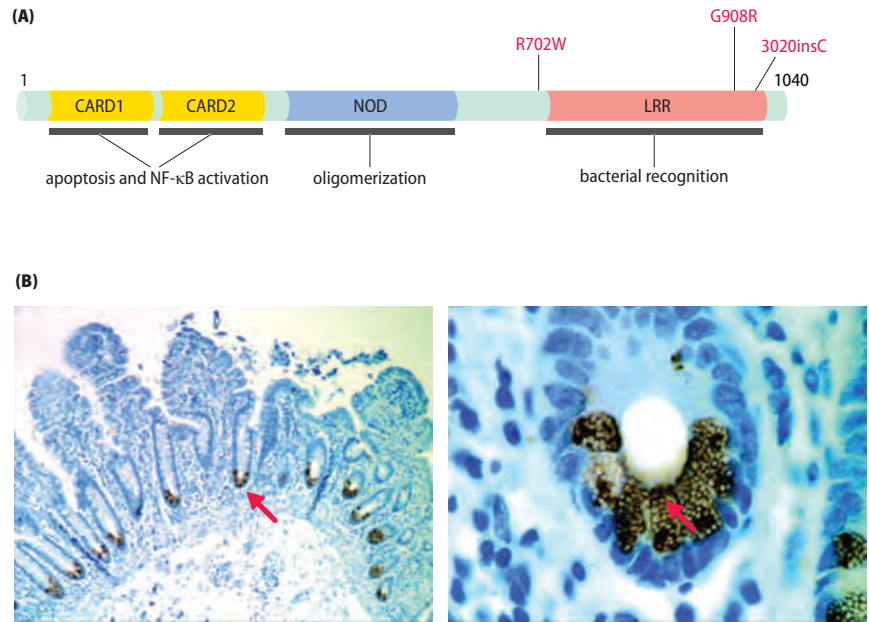 (A)
G908R
R702W
3020insC
1
1040
CARD1
CARD2
NOD
LRR
apoptosis and NF-κB activation
oligomerization
bacterial recognition
(B)